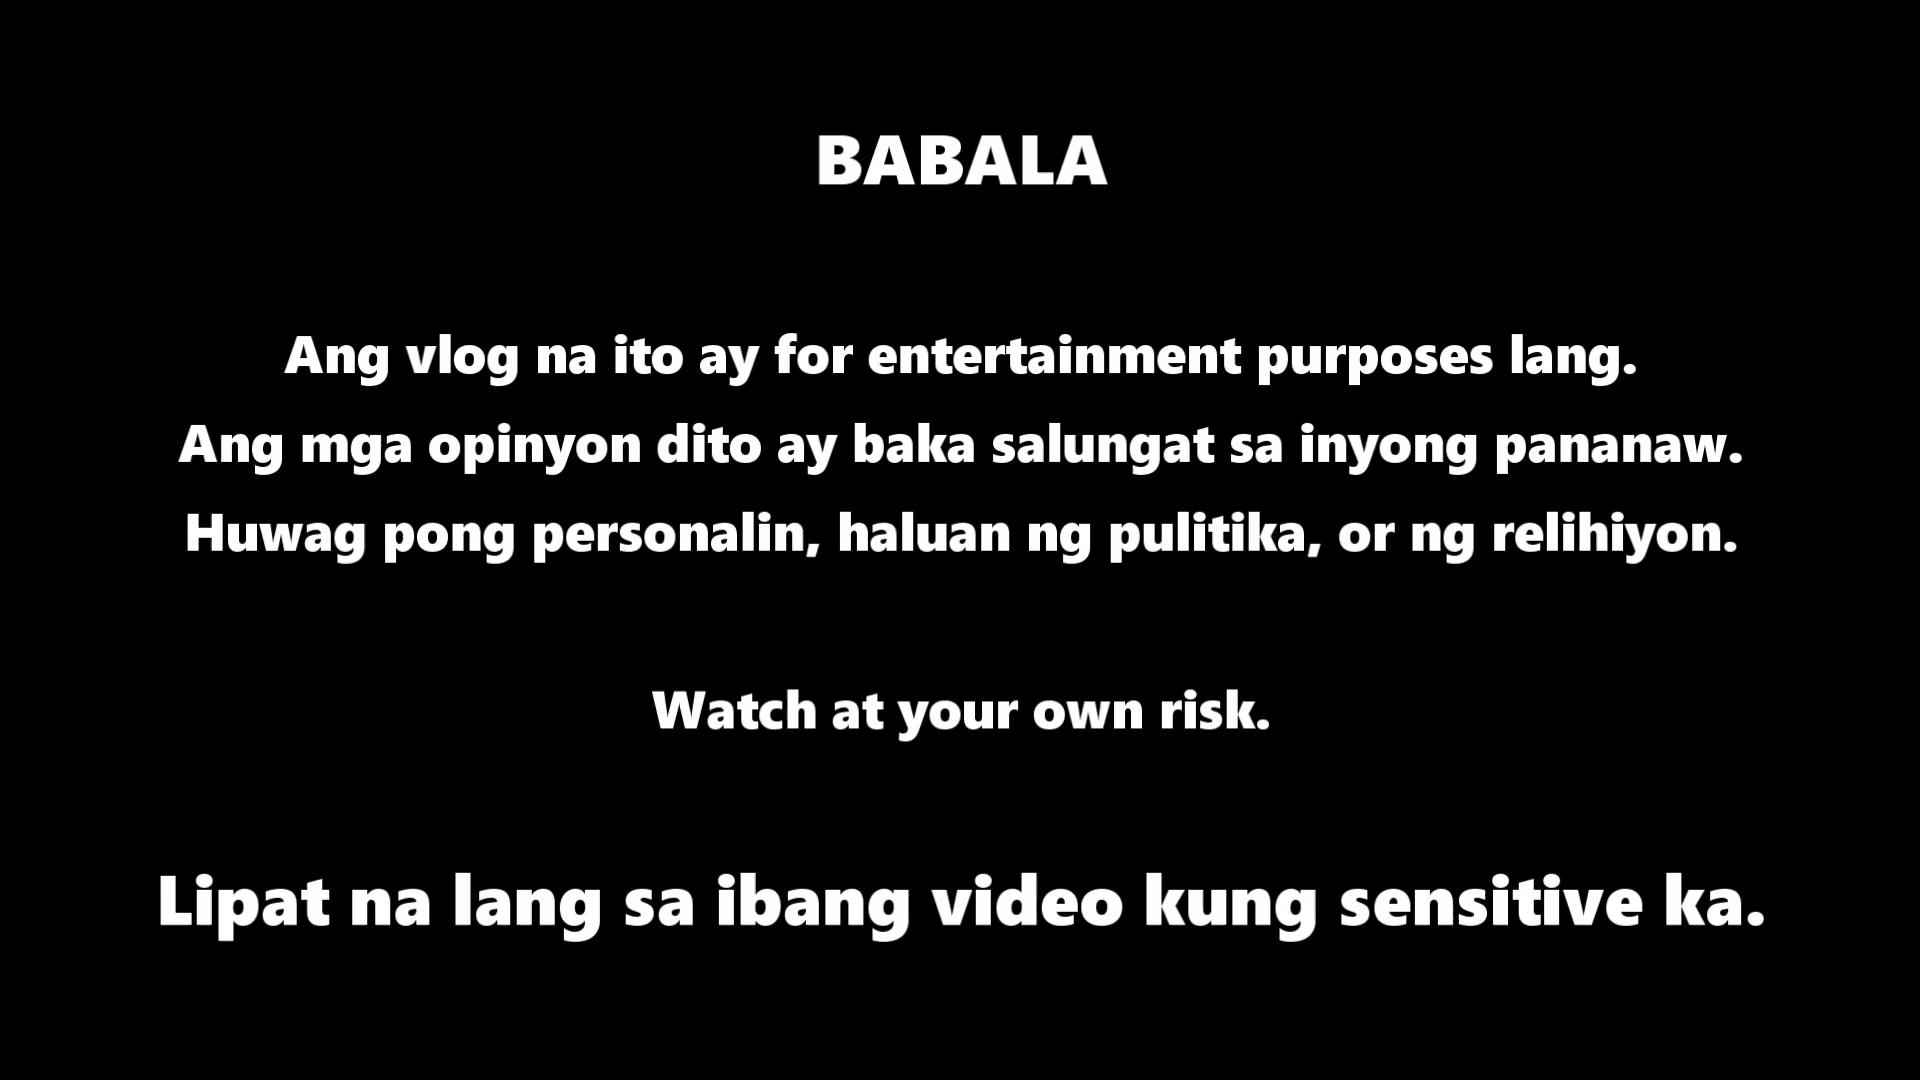 BABALA
Ang vlog na ito ay for entertainment purposes lang.
Ang mga opinyon dito ay baka salungat sa inyong pananaw.
Huwag pong personalin, haluan ng pulitika, or ng relihiyon.
Watch at your own risk.
Lipat na lang sa ibang video kung sensitive ka.